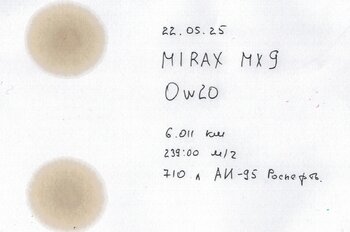 22.05.25
MIRAX MX9
0w20
6.011 км
239:00 м/г
710 л АИ-95 Роснефть.